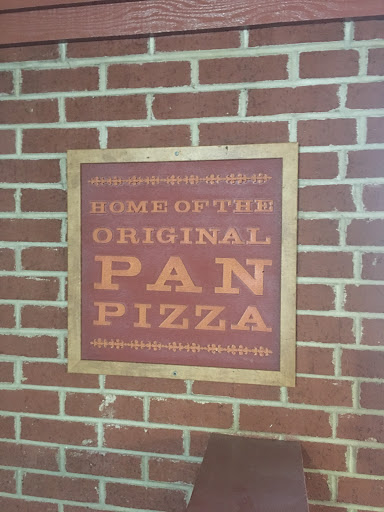 HOME OF THE
ORIGINAL
PAN
PIZZA